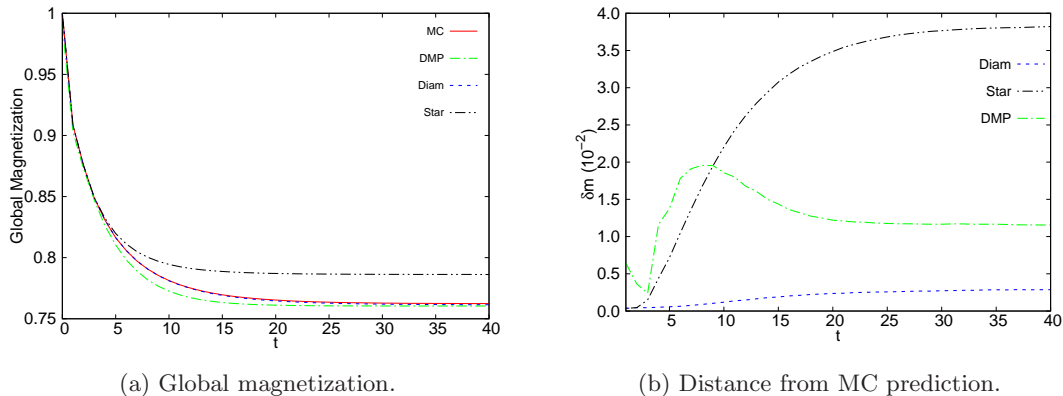 1
0.95
0.9
0.85
0.8
0.75
Global Magnetization
MC
DMP
Diam
Star
0 5 10 15 20 25 30 35 40
t
4.0
3.5
3.0
2.5
2.0
1.5
1.0
0.5
0.0
δm (10⁻²)
Diam
Star
DMP
5 10 15 20 25 30 35 40
t
(a) Global magnetization.
(b) Distance from MC prediction.